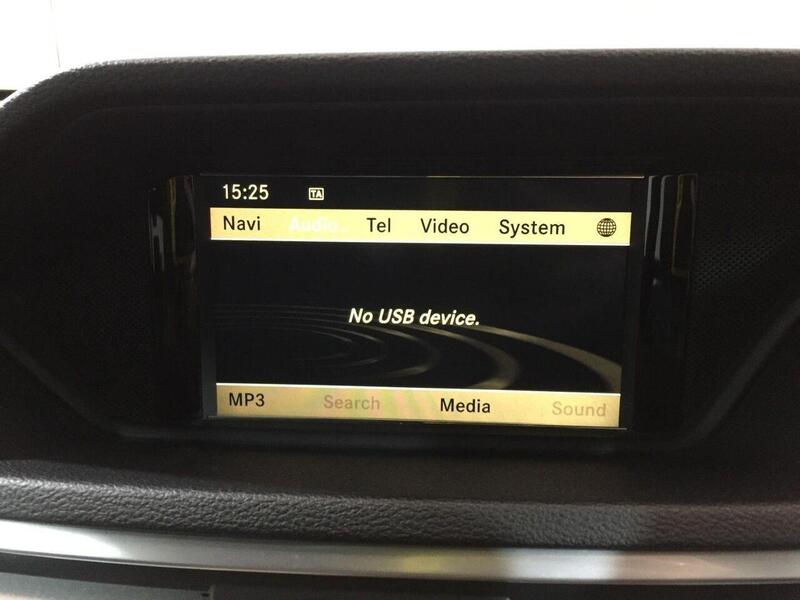 15:25 TA
Navi Audio Tel Video System
No USB device.
MP3 Search Media Sound